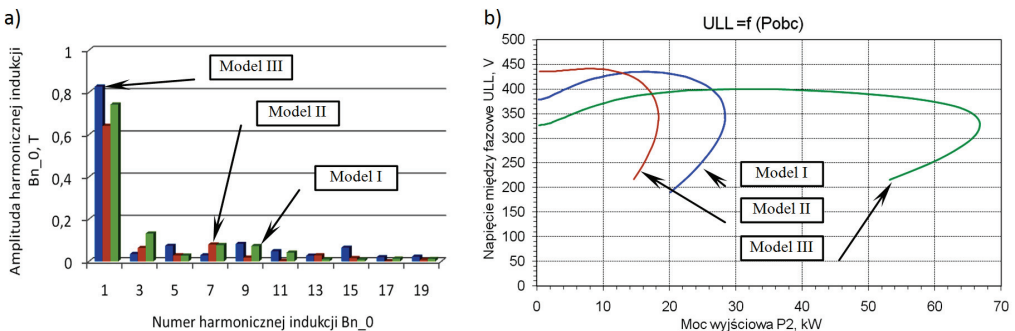 a)
Amplituda harmonicznej indukcji
Bn_0, T
1
0,8
0,6
0,4
0,2
0
Model III
Model II
Model I
1 3 5 7 9 11 13 15 17 19
Numer harmonicznej indukcji Bn_0
b)
ULL =f (Pobc)
Napięcie między fazowe ULL, V
500
450
400
350
300
250
200
150
100
50
0
Model I
Model II
Model III
0 10 20 30 40 50 60 70
Moc wyjściowa P2, kW